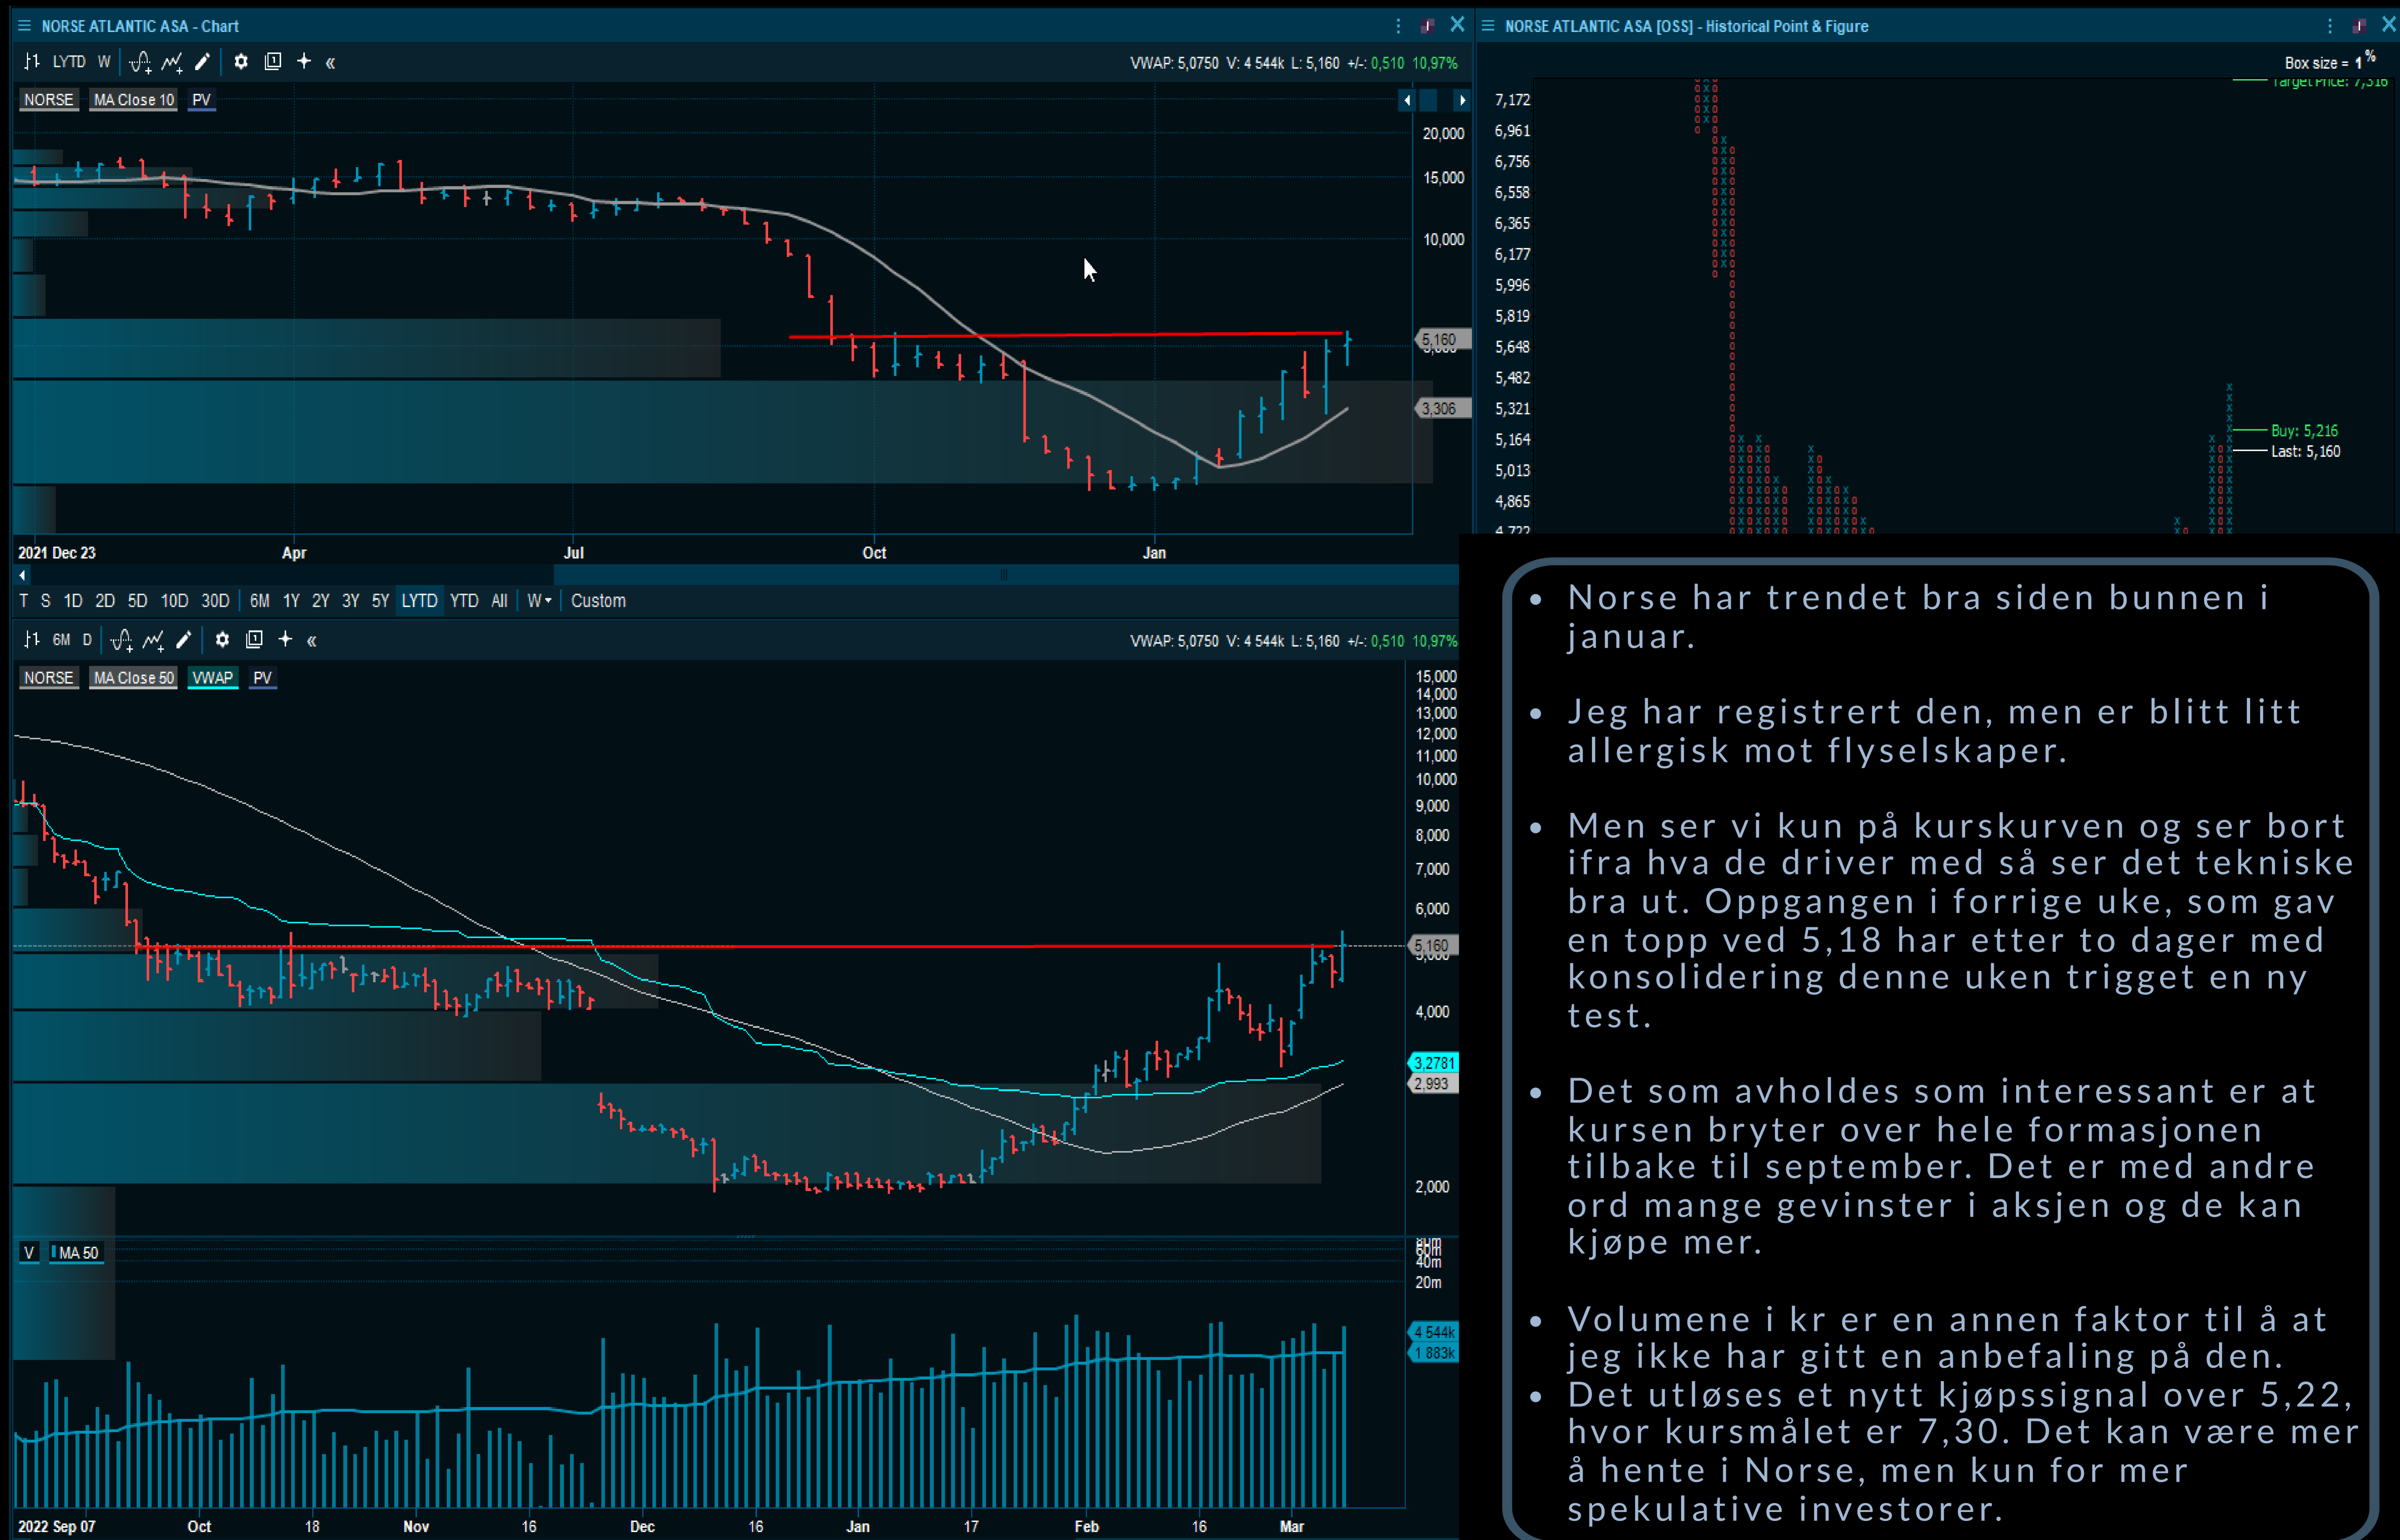 NORSE ATLANTIC ASA - Chart
LYTD W
VWAP: 5,0750 V: 4 544k L: 5,160 +/-: 0,510 10,97%
NORSE MA Close 10 PV
20,000
15,000
10,000
5,160
3,306
2021 Dec 23 Apr Jul Oct Jan
T S 1D 2D 5D 10D 30D 6M 1Y 2Y 3Y 5Y LYTD YTD All W Custom
6M D
VWAP: 5,0750 V: 4 544k L: 5,160 +/-: 0,510 10,97%
NORSE MA Close 50 VWAP PV
15,000
14,000
13,000
12,000
11,000
10,000
9,000
8,000
7,000
6,000
5,160
5,000
4,000
3,2781
2,993
2,000
V MA 50
60m
40m
20m
4 544k
1 883k
2022 Sep 07 Oct 18 Nov 16 Dec 16 Jan 17 Feb 16 Mar
NORSE ATLANTIC ASA [OSS] - Historical Point & Figure
Box size = 1%
Target Price: 7,316
7,172
6,961
6,756
6,558
6,365
6,177
5,996
5,819
5,648
5,482
5,321
5,164
5,013
4,865
4,722
Buy: 5,216
Last: 5,160
• Norse har trendet bra siden bunnen i
januar.
• Jeg har registrert den, men er blitt litt
allergisk mot flyselskaper.
• Men ser vi kun på kurskurven og ser bort
ifra hva de driver med så ser det tekniske
bra ut. Oppgangen i forrige uke, som gav
en topp ved 5,18 har etter to dager med
konsolidering denne uken trigget en ny
test.
• Det som avholdes som interessant er at
kursen bryter over hele formasjonen
tilbake til september. Det er med andre
ord mange gevinster i aksjen og de kan
kjøpe mer.
• Volumene i kr er en annen faktor til å at
jeg ikke har gitt en anbefaling på den.
• Det utløses et nytt kjøpssignal over 5,22,
hvor kursmålet er 7,30. Det kan være mer
å hente i Norse, men kun for mer
spekulative investorer.